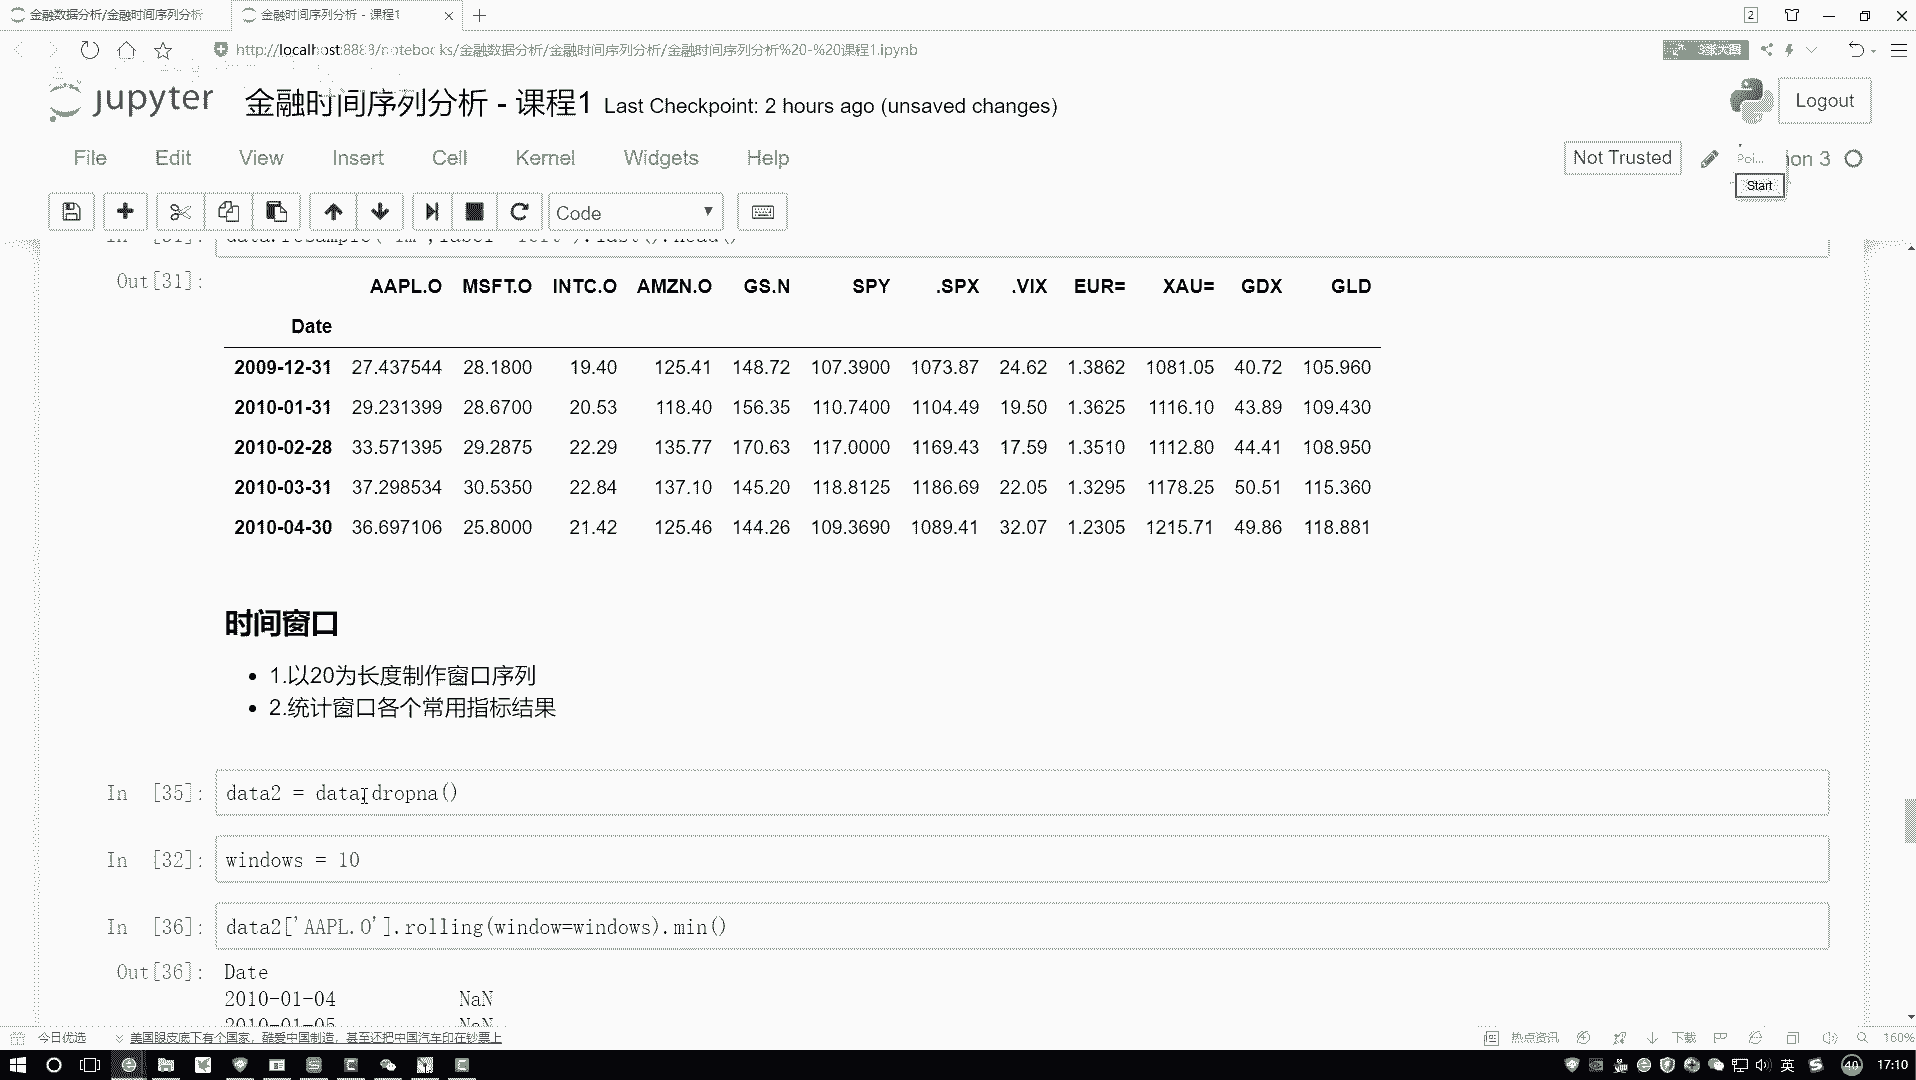 金融数据分析/金融时间序列分析
金融时间序列分析 - 课程1
2
http://localhost:8888/notebooks/金融数据分析/金融时间序列分析/金融时间序列分析%20-%20课程1.ipynb
jupyter 金融时间序列分析 - 课程1 Last Checkpoint: 2 hours ago (unsaved changes)
Logout
File Edit View Insert Cell Kernel Widgets Help
Not Trusted
Poi... on 3
Start
Code
Out[31]:
AAPL.O MSFT.O INTC.O AMZN.O GS.N SPY .SPX .VIX EUR= XAU= GDX GLD
Date
2009-12-31 27.437544 28.1800 19.40 125.41 148.72 107.3900 1073.87 24.62 1.3862 1081.05 40.72 105.960
2010-01-31 29.231399 28.6700 20.53 118.40 156.35 110.7400 1104.49 19.50 1.3625 1116.10 43.89 109.430
2010-02-28 33.571395 29.2875 22.29 135.77 170.63 117.0000 1169.43 17.59 1.3510 1112.80 44.41 108.950
2010-03-31 37.298534 30.5350 22.84 137.10 145.20 118.8125 1186.69 22.05 1.3295 1178.25 50.51 115.360
2010-04-30 36.697106 25.8000 21.42 125.46 144.26 109.3690 1089.41 32.07 1.2305 1215.71 49.86 118.881
时间窗口
1.以20为长度制作窗口序列
2.统计窗口各个常用指标结果
In [35]: data2 = data.dropna()
In [32]: windows = 10
In [36]: data2['AAPL.O'].rolling(window=windows).min()
Out[36]: Date
2010-01-04 NaN
2010-01-05 NaN
今日优选
美国眼皮底下有个国家，酷爱中国制造，甚至还把中国汽车印在钞票上
热点资讯
下载
160%
英
40
17:10